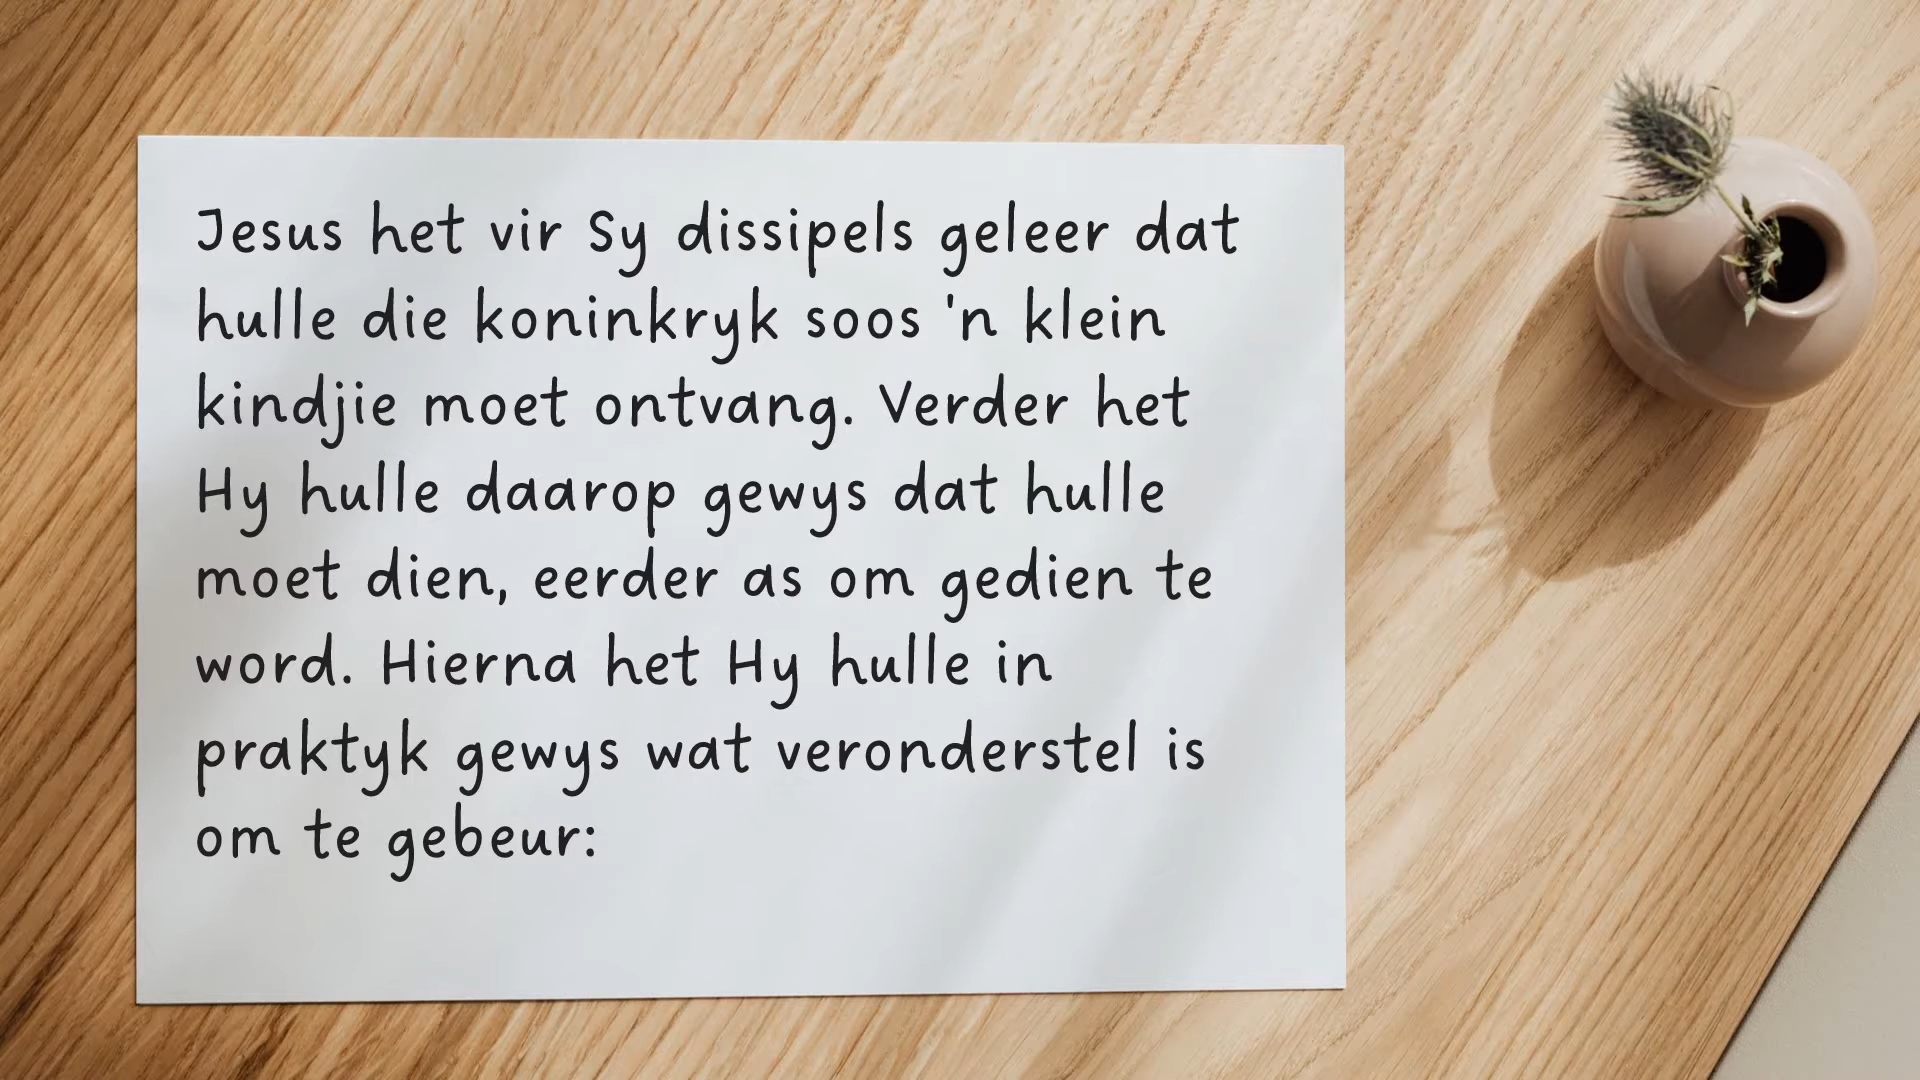 Jesus het vir Sy dissipels geleer dat
hulle die koninkryk soos 'n klein
kindjie moet ontvang. Verder het
Hy hulle daarop gewys dat hulle
moet dien, eerder as om gedien te
word. Hierna het Hy hulle in
praktyk gewys wat veronderstel is
om te gebeur: